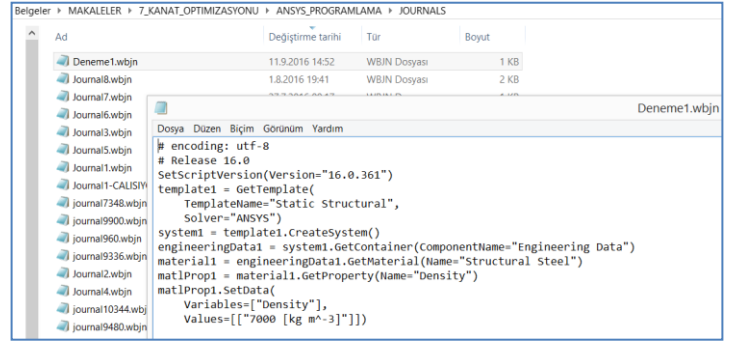 Belgeler ▸ MAKALELER ▸ 7_KANAT_OPTIMIZASYONU ▸ ANSYS_PROGRAMLAMA ▸ JOURNALS
Ad Değiştirme tarihi Tür Boyut
Deneme1.wbjn 11.9.2016 14:52 WBJN Dosyası 1 KB
Journal8.wbjn 1.8.2016 19:41 WBJN Dosyası 2 KB
Journal7.wbjn
Journal6.wbjn
Journal3.wbjn
Journal5.wbjn
Journal1.wbjn
Journal1-CALISIY
journal7348.wbjn
journal9900.wbjn
journal960.wbjn
journal9336.wbjn
Journal2.wbjn
Journal4.wbjn
journal10344.wbj
journal9480.wbjn
Deneme1.wbjn
Dosya Düzen Biçim Görünüm Yardım
# encoding: utf-8
# Release 16.0
SetScriptVersion(Version="16.0.361")
template1 = GetTemplate(
    TemplateName="Static Structural",
    Solver="ANSYS")
system1 = template1.CreateSystem()
engineeringData1 = system1.GetContainer(ComponentName="Engineering Data")
material1 = engineeringData1.GetMaterial(Name="Structural Steel")
matlProp1 = material1.GetProperty(Name="Density")
matlProp1.SetData(
    Variables=["Density"],
    Values=[["7000 [kg m^-3]"]])